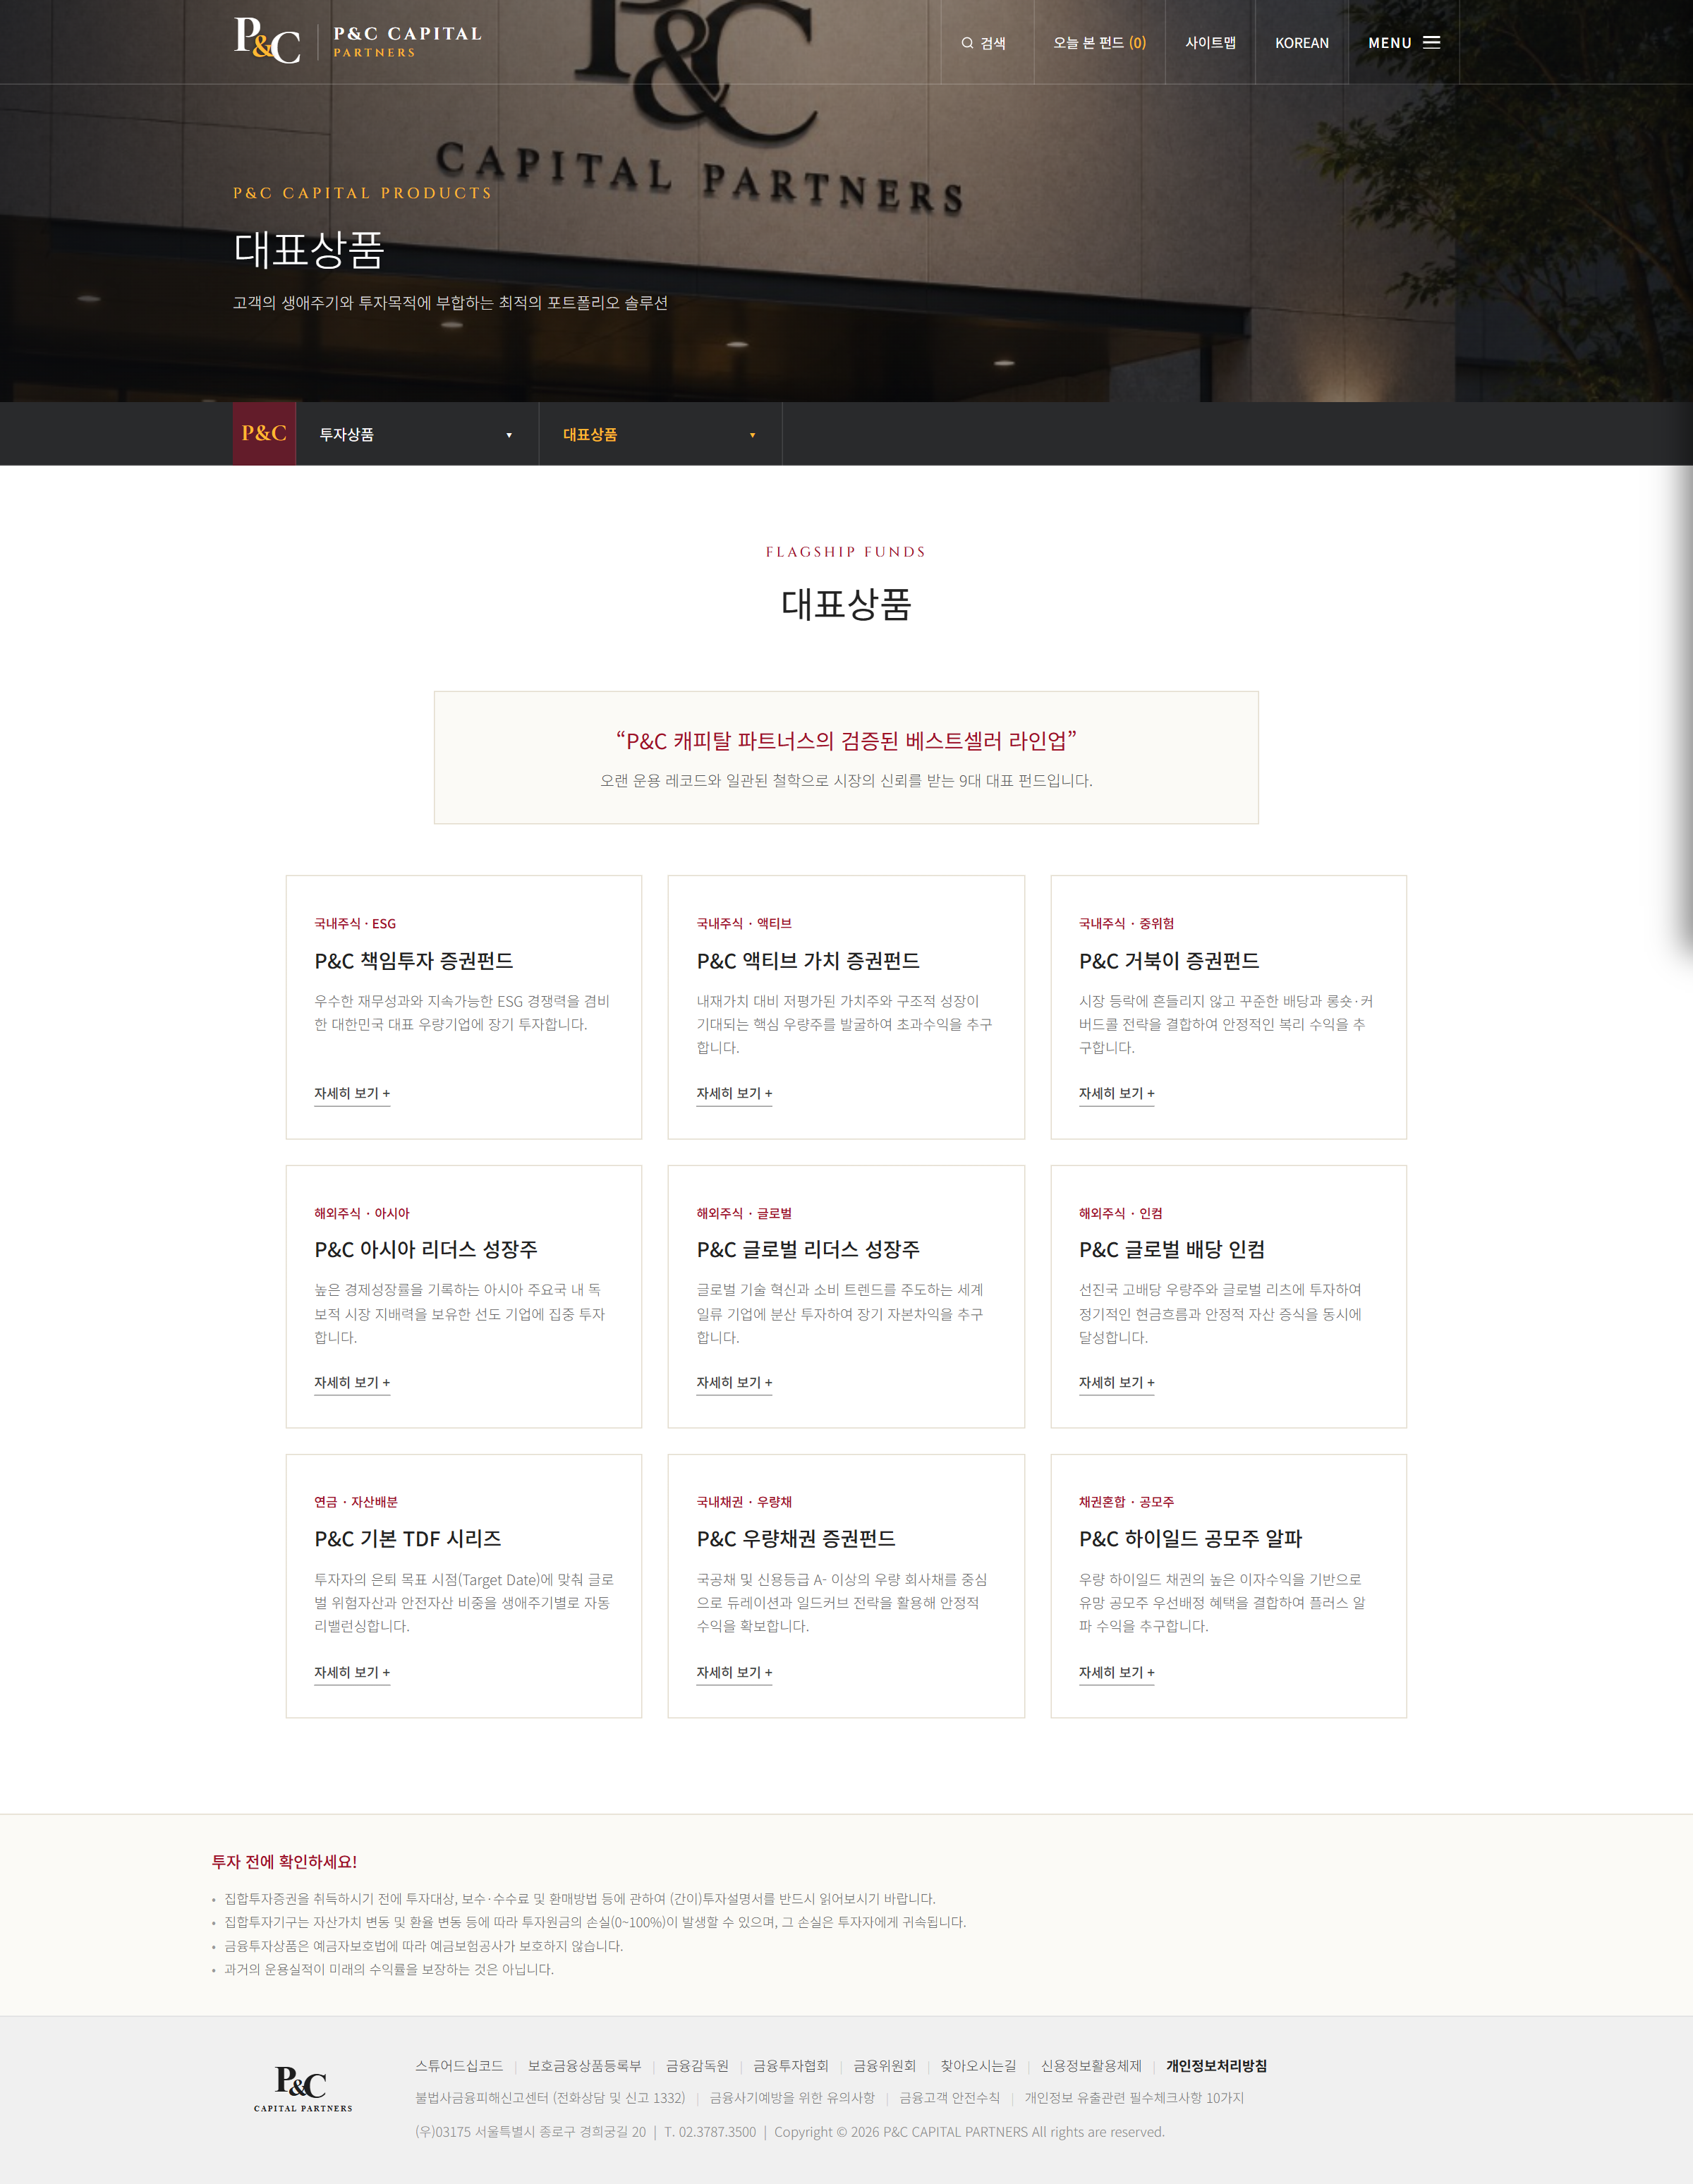 P&C
P&C CAPITAL
PARTNERS
검색
오늘 본 펀드 (0)
사이트맵
KOREAN
MENU
P&C
CAPITAL PARTNERS
P&C CAPITAL PRODUCTS
대표상품
고객의 생애주기와 투자목적에 부합하는 최적의 포트폴리오 솔루션
P&C
투자상품
대표상품
FLAGSHIP FUNDS
대표상품
“P&C 캐피탈 파트너스의 검증된 베스트셀러 라인업”
오랜 운용 레코드와 일관된 철학으로 시장의 신뢰를 받는 9대 대표 펀드입니다.
국내주식 · ESG
P&C 책임투자 증권펀드
우수한 재무성과와 지속가능한 ESG 경쟁력을 겸비
한 대한민국 대표 우량기업에 장기 투자합니다.
자세히 보기 +
국내주식 · 액티브
P&C 액티브 가치 증권펀드
내재가치 대비 저평가된 가치주와 구조적 성장이
기대되는 핵심 우량주를 발굴하여 초과수익을 추구
합니다.
자세히 보기 +
국내주식 · 중위험
P&C 거북이 증권펀드
시장 등락에 흔들리지 않고 꾸준한 배당과 롱숏·커
버드콜 전략을 결합하여 안정적인 복리 수익을 추
구합니다.
자세히 보기 +
해외주식 · 아시아
P&C 아시아 리더스 성장주
높은 경제성장률을 기록하는 아시아 주요국 내 독
보적 시장 지배력을 보유한 선도 기업에 집중 투자
합니다.
자세히 보기 +
해외주식 · 글로벌
P&C 글로벌 리더스 성장주
글로벌 기술 혁신과 소비 트렌드를 주도하는 세계
일류 기업에 분산 투자하여 장기 자본차익을 추구
합니다.
자세히 보기 +
해외주식 · 인컴
P&C 글로벌 배당 인컴
선진국 고배당 우량주와 글로벌 리츠에 투자하여
정기적인 현금흐름과 안정적 자산 증식을 동시에
달성합니다.
자세히 보기 +
연금 · 자산배분
P&C 기본 TDF 시리즈
투자자의 은퇴 목표 시점(Target Date)에 맞춰 글로
벌 위험자산과 안전자산 비중을 생애주기별로 자동
리밸런싱합니다.
자세히 보기 +
국내채권 · 우량채
P&C 우량채권 증권펀드
국공채 및 신용등급 A- 이상의 우량 회사채를 중심
으로 듀레이션과 일드커브 전략을 활용해 안정적
수익을 확보합니다.
자세히 보기 +
채권혼합 · 공모주
P&C 하이일드 공모주 알파
우량 하이일드 채권의 높은 이자수익을 기반으로
유망 공모주 우선배정 혜택을 결합하여 플러스 알
파 수익을 추구합니다.
자세히 보기 +
투자 전에 확인하세요!
• 집합투자증권을 취득하시기 전에 투자대상, 보수·수수료 및 환매방법 등에 관하여 (간이)투자설명서를 반드시 읽어보시기 바랍니다.
• 집합투자기구는 자산가치 변동 및 환율 변동 등에 따라 투자원금의 손실(0~100%)이 발생할 수 있으며, 그 손실은 투자자에게 귀속됩니다.
• 금융투자상품은 예금자보호법에 따라 예금보험공사가 보호하지 않습니다.
• 과거의 운용실적이 미래의 수익률을 보장하는 것은 아닙니다.
P&C
CAPITAL PARTNERS
스튜어드십코드 | 보호금융상품등록부 | 금융감독원 | 금융투자협회 | 금융위원회 | 찾아오시는길 | 신용정보활용체제 | 개인정보처리방침
불법사금융피해신고센터 (전화상담 및 신고 1332) | 금융사기예방을 위한 유의사항 | 금융고객 안전수칙 | 개인정보 유출관련 필수체크사항 10가지
(우)03175 서울특별시 종로구 경희궁길 20 | T. 02.3787.3500 | Copyright © 2026 P&C CAPITAL PARTNERS All rights are reserved.